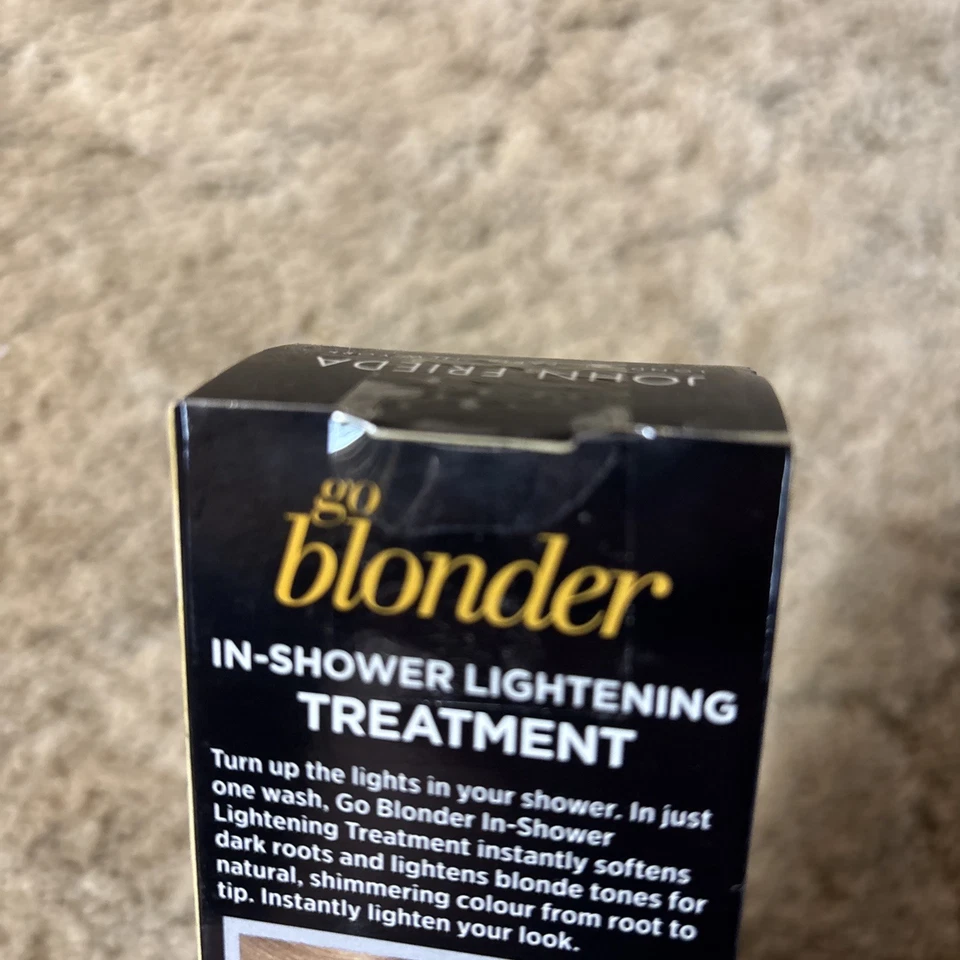 JOHN FRIEDA
go
blonder
IN-SHOWER LIGHTENING
TREATMENT
Turn up the lights in your shower. In just
one wash, Go Blonder In-Shower
Lightening Treatment instantly softens
dark roots and lightens blonde tones for
natural, shimmering colour from root to
tip. Instantly lighten your look.